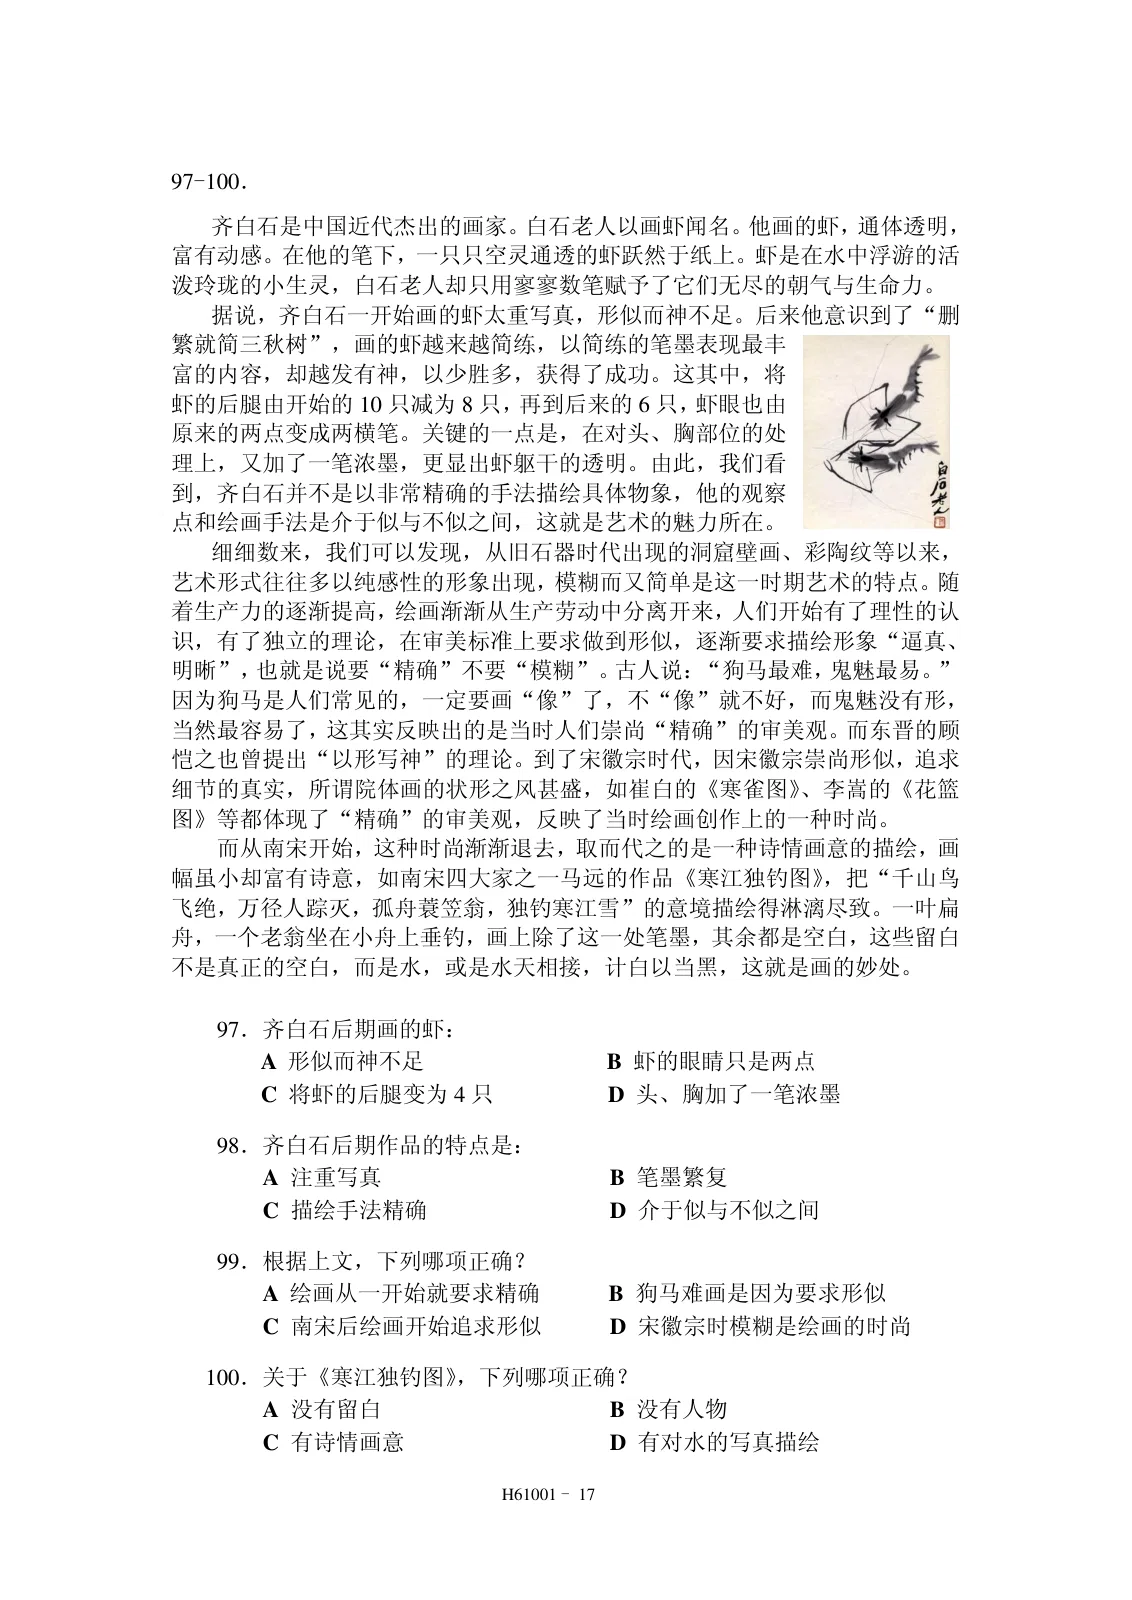 97-100.
齐白石是中国近代杰出的画家。白石老人以画虾闻名。他画的虾，通体透明，
富有动感。在他的笔下，一只只空灵通透的虾跃然于纸上。虾是在水中浮游的活
泼玲珑的小生灵，白石老人却只用寥寥数笔赋予了它们无尽的朝气与生命力。
据说，齐白石一开始画的虾太重写真，形似而神不足。后来他意识到了“删
繁就简三秋树”，画的虾越来越简练，以简练的笔墨表现最丰
富的内容，却越发有神，以少胜多，获得了成功。这其中，将
虾的后腿由开始的 10 只减为 8 只，再到后来的 6 只，虾眼也由
原来的两点变成两横笔。关键的一点是，在对头、胸部位的处
理上，又加了一笔浓墨，更显出虾躯干的透明。由此，我们看
到，齐白石并不是以非常精确的手法描绘具体物象，他的观察
点和绘画手法是介于似与不似之间，这就是艺术的魅力所在。
白石老人
细细数来，我们可以发现，从旧石器时代出现的洞窟壁画、彩陶纹等以来，
艺术形式往往多以纯感性的形象出现，模糊而又简单是这一时期艺术的特点。随
着生产力的逐渐提高，绘画渐渐从生产劳动中分离开来，人们开始有了理性的认
识，有了独立的理论，在审美标准上要求做到形似，逐渐要求描绘形象“逼真、
明晰”，也就是说要“精确”不要“模糊”。古人说：“狗马最难，鬼魅最易。”
因为狗马是人们常见的，一定要画“像”了，不“像”就不好，而鬼魅没有形，
当然最容易了，这其实反映出的是当时人们崇尚“精确”的审美观。而东晋的顾
恺之也曾提出“以形写神”的理论。到了宋徽宗时代，因宋徽宗崇尚形似，追求
细节的真实，所谓院体画的状形之风甚盛，如崔白的《寒雀图》、李嵩的《花篮
图》等都体现了“精确”的审美观，反映了当时绘画创作上的一种时尚。
而从南宋开始，这种时尚渐渐退去，取而代之的是一种诗情画意的描绘，画
幅虽小却富有诗意，如南宋四大家之一马远的作品《寒江独钓图》，把“千山鸟
飞绝，万径人踪灭，孤舟蓑笠翁，独钓寒江雪”的意境描绘得淋漓尽致。一叶扁
舟，一个老翁坐在小舟上垂钓，画上除了这一处笔墨，其余都是空白，这些留白
不是真正的空白，而是水，或是水天相接，计白以当黑，这就是画的妙处。
97．齐白石后期画的虾：
A 形似而神不足 B 虾的眼睛只是两点
C 将虾的后腿变为 4 只 D 头、胸加了一笔浓墨
98．齐白石后期作品的特点是：
A 注重写真 B 笔墨繁复
C 描绘手法精确 D 介于似与不似之间
99．根据上文，下列哪项正确？
A 绘画从一开始就要求精确 B 狗马难画是因为要求形似
C 南宋后绘画开始追求形似 D 宋徽宗时模糊是绘画的时尚
100．关于《寒江独钓图》，下列哪项正确？
A 没有留白 B 没有人物
C 有诗情画意 D 有对水的写真描绘
H61001 - 17